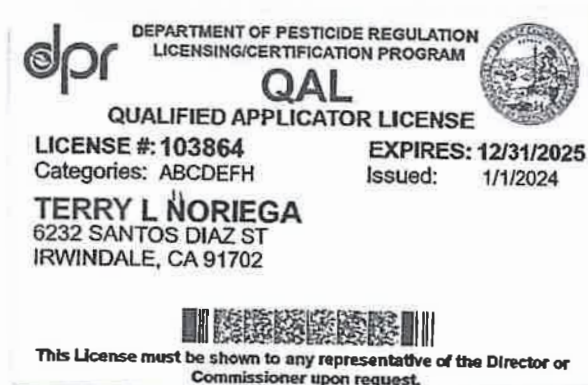 dpr
DEPARTMENT OF PESTICIDE REGULATION
LICENSING/CERTIFICATION PROGRAM
QAL
QUALIFIED APPLICATOR LICENSE
LICENSE #: 103864
EXPIRES: 12/31/2025
Categories: ABCDEFH
Issued: 1/1/2024
TERRY L NORIEGA
6232 SANTOS DIAZ ST
IRWINDALE, CA 91702
This License must be shown to any representative of the Director or
Commissioner upon request.